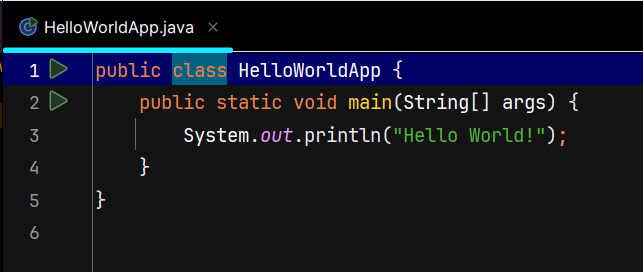 HelloWorldApp.java
1 public class HelloWorldApp {
2     public static void main(String[] args) {
3         System.out.println("Hello World!");
4     }
5 }
6